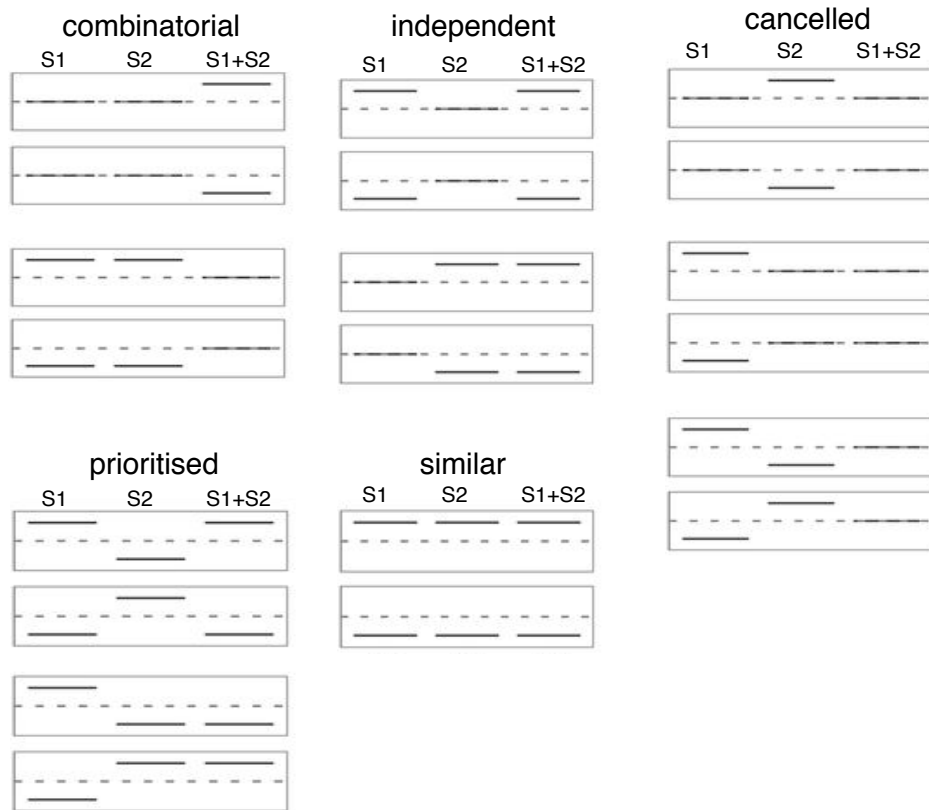 combinatorial
S1 S2 S1+S2
independent
S1 S2 S1+S2
cancelled
S1 S2 S1+S2
prioritised
S1 S2 S1+S2
similar
S1 S2 S1+S2